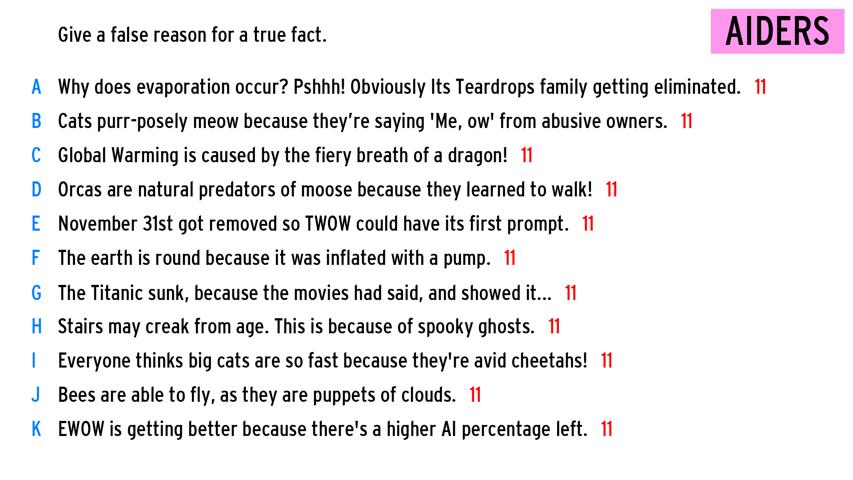 Give a false reason for a true fact.
AIDERS
A Why does evaporation occur? Pshhh! Obviously Its Teardrops family getting eliminated. 11
B Cats purr-posely meow because they're saying 'Me, ow' from abusive owners. 11
C Global Warming is caused by the fiery breath of a dragon! 11
D Orcas are natural predators of moose because they learned to walk! 11
E November 31st got removed so TWOW could have its first prompt. 11
F The earth is round because it was inflated with a pump. 11
G The Titanic sunk, because the movies had said, and showed it... 11
H Stairs may creak from age. This is because of spooky ghosts. 11
I Everyone thinks big cats are so fast because they're avid cheetahs! 11
J Bees are able to fly, as they are puppets of clouds. 11
K EWOW is getting better because there's a higher AI percentage left. 11